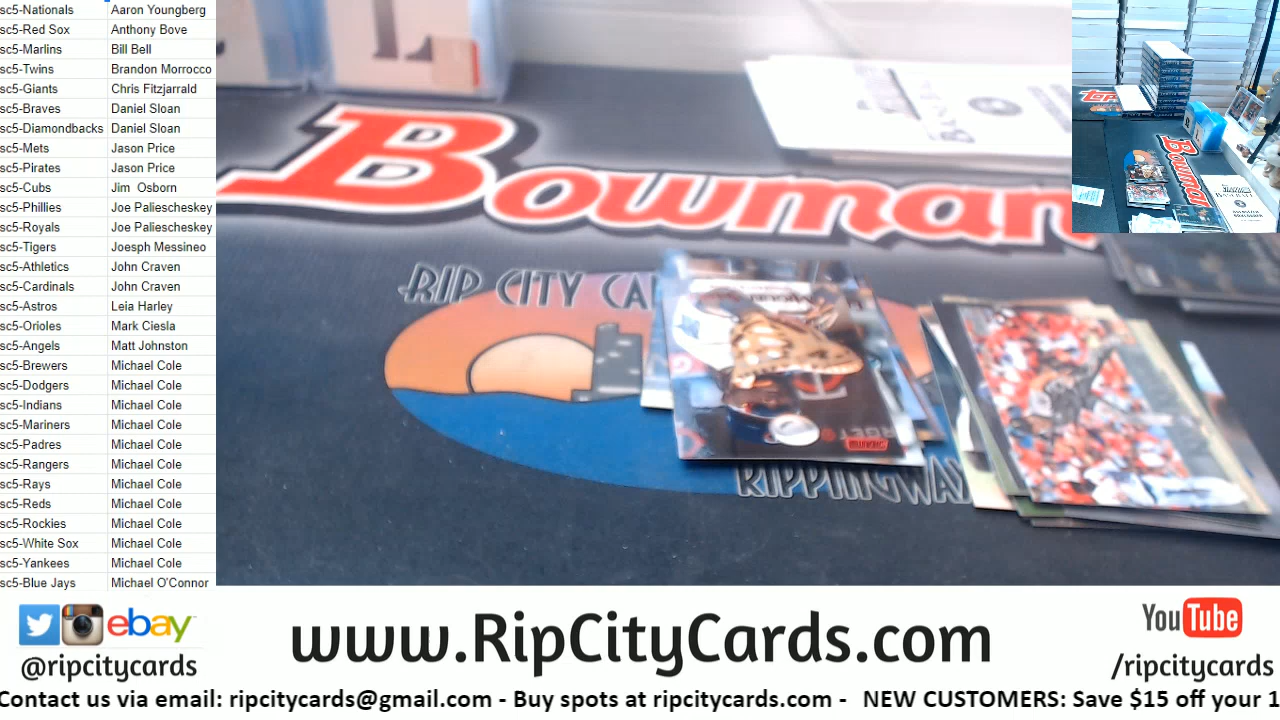 sc5-Nationals Aaron Youngberg
sc5-Red Sox Anthony Bove
sc5-Marlins Bill Bell
sc5-Twins Brandon Morrocco
sc5-Giants Chris Fitzjarrald
sc5-Braves Daniel Sloan
sc5-Diamondbacks Daniel Sloan
sc5-Mets Jason Price
sc5-Pirates Jason Price
sc5-Cubs Jim Osborn
sc5-Phillies Joe Paliescheskey
sc5-Royals Joe Paliescheskey
sc5-Tigers Joesph Messineo
sc5-Athletics John Craven
sc5-Cardinals John Craven
sc5-Astros Leia Harley
sc5-Orioles Mark Ciesla
sc5-Angels Matt Johnston
sc5-Brewers Michael Cole
sc5-Dodgers Michael Cole
sc5-Indians Michael Cole
sc5-Mariners Michael Cole
sc5-Padres Michael Cole
sc5-Rangers Michael Cole
sc5-Rays Michael Cole
sc5-Reds Michael Cole
sc5-Rockies Michael Cole
sc5-White Sox Michael Cole
sc5-Yankees Michael Cole
sc5-Blue Jays Michael O'Connor
Bowman
RIP CITY CA
RIPPINGWAX
Topps
Bowman
ebay
@ripcitycards
www.RipCityCards.com
YouTube
/ripcitycards
Contact us via email: ripcitycards@gmail.com - Buy spots at ripcitycards.com - NEW CUSTOMERS: Save $15 off your 1